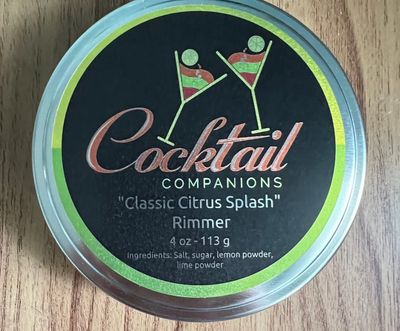 Cocktail
COMPANIONS
"Classic Citrus Splash"
Rimmer
4 oz - 113 g
Ingredients: Salt, sugar, lemon powder,
lime powder